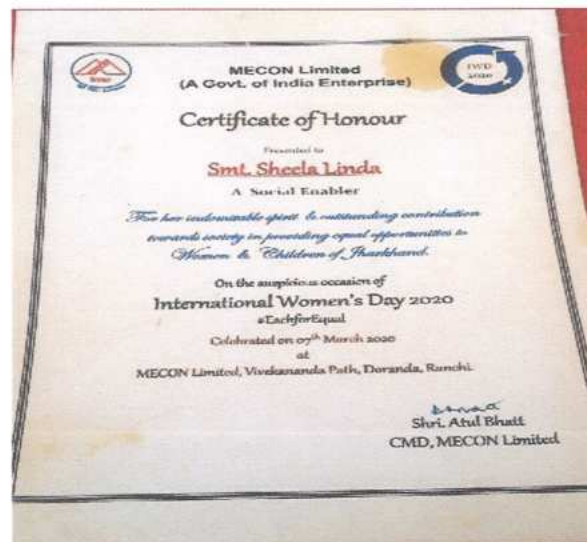 MECON Limited
(A Govt. of India Enterprise)
IWD
2020
Certificate of Honour
Presented to
Smt. Sheela Linda
A Social Enabler
For her indomitable spirit & outstanding contribution
towards society in providing equal opportunities to
Women & Children of Jharkhand.
On the auspicious occasion of
International Women's Day 2020
#EachforEqual
Celebrated on 07th March 2020
at
MECON Limited, Vivekananda Path, Doranda, Ranchi.
Shri. Atul Bhatt
CMD, MECON Limited